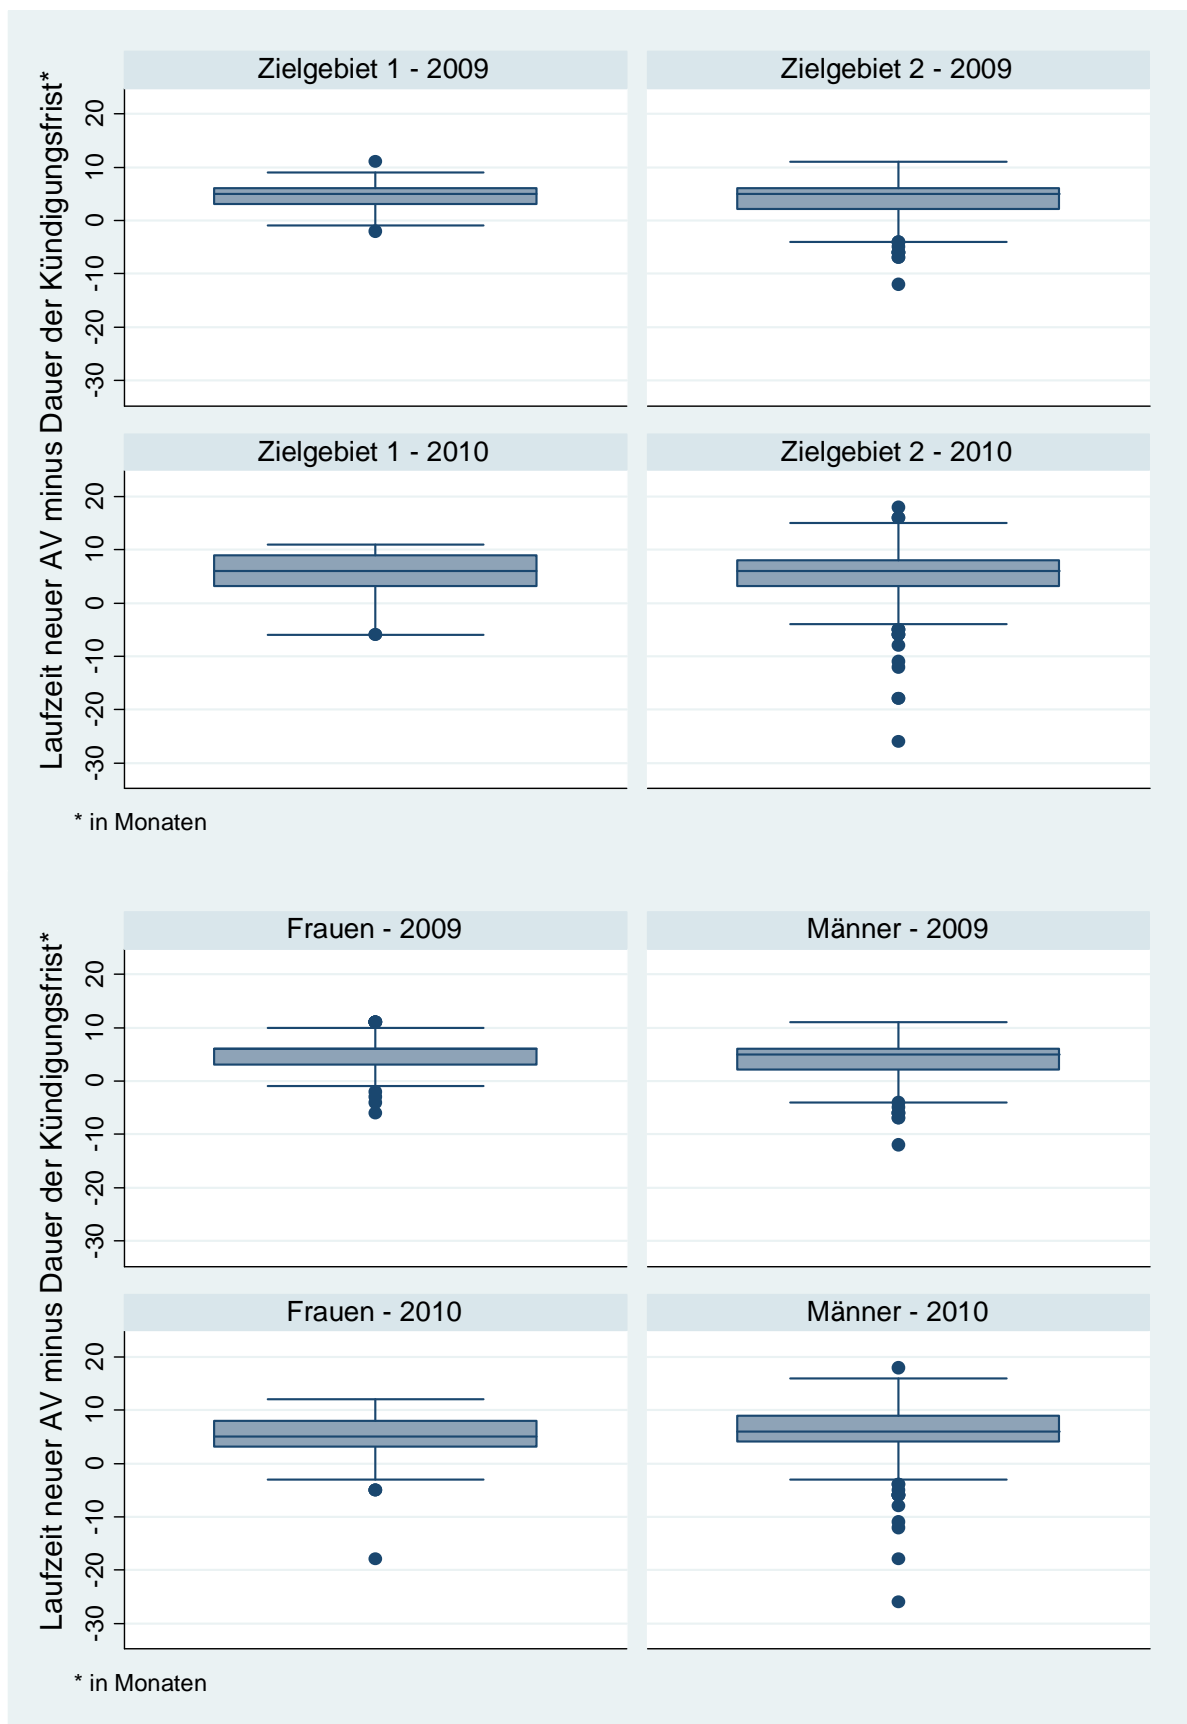 Zielgebiet 1 - 2009
Zielgebiet 2 - 2009
20
10
0
-10
-20
-30
Laufzeit neuer AV minus Dauer der Kündigungsfrist*
Zielgebiet 1 - 2010
Zielgebiet 2 - 2010
20
10
0
-10
-20
-30
* in Monaten
Frauen - 2009
Männer - 2009
20
10
0
-10
-20
-30
Laufzeit neuer AV minus Dauer der Kündigungsfrist*
Frauen - 2010
Männer - 2010
20
10
0
-10
-20
-30
* in Monaten